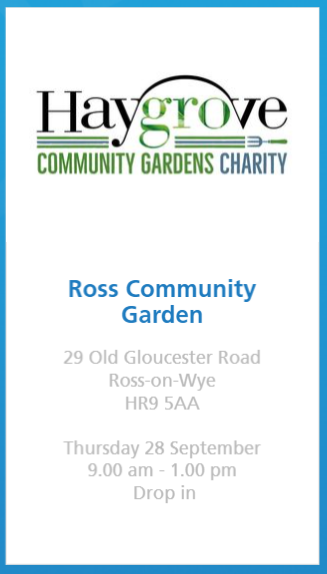 Haygrove
COMMUNITY GARDENS CHARITY
Ross Community
Garden
29 Old Gloucester Road
Ross-on-Wye
HR9 5AA
Thursday 28 September
9.00 am - 1.00 pm
Drop in